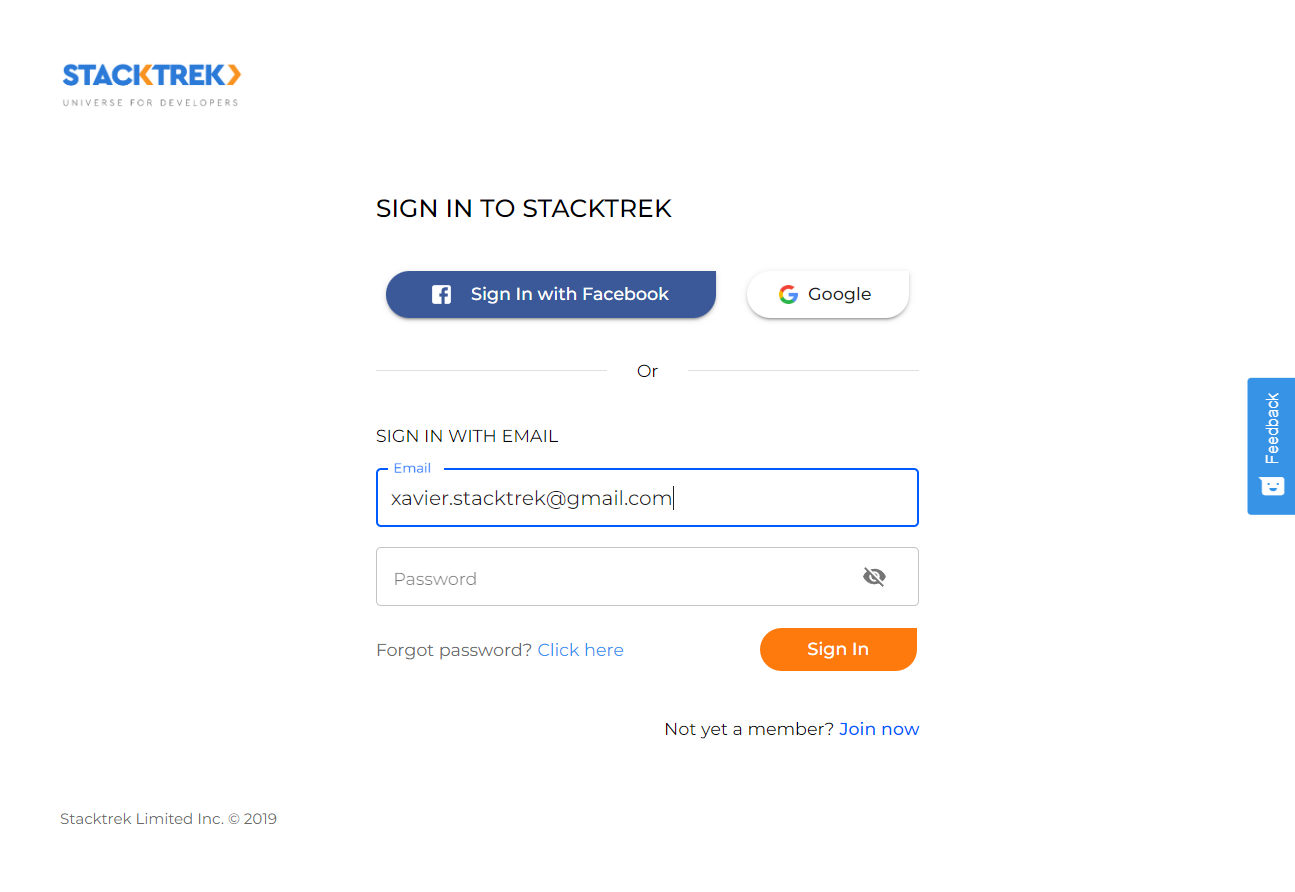 STACKTREK
UNIVERSE FOR DEVELOPERS
SIGN IN TO STACKTREK
Sign In with Facebook
Google
Or
SIGN IN WITH EMAIL
Email
xavier.stacktrek@gmail.com
Password
Forgot password? Click here
Sign In
Not yet a member? Join now
Feedback
Stacktrek Limited Inc. © 2019